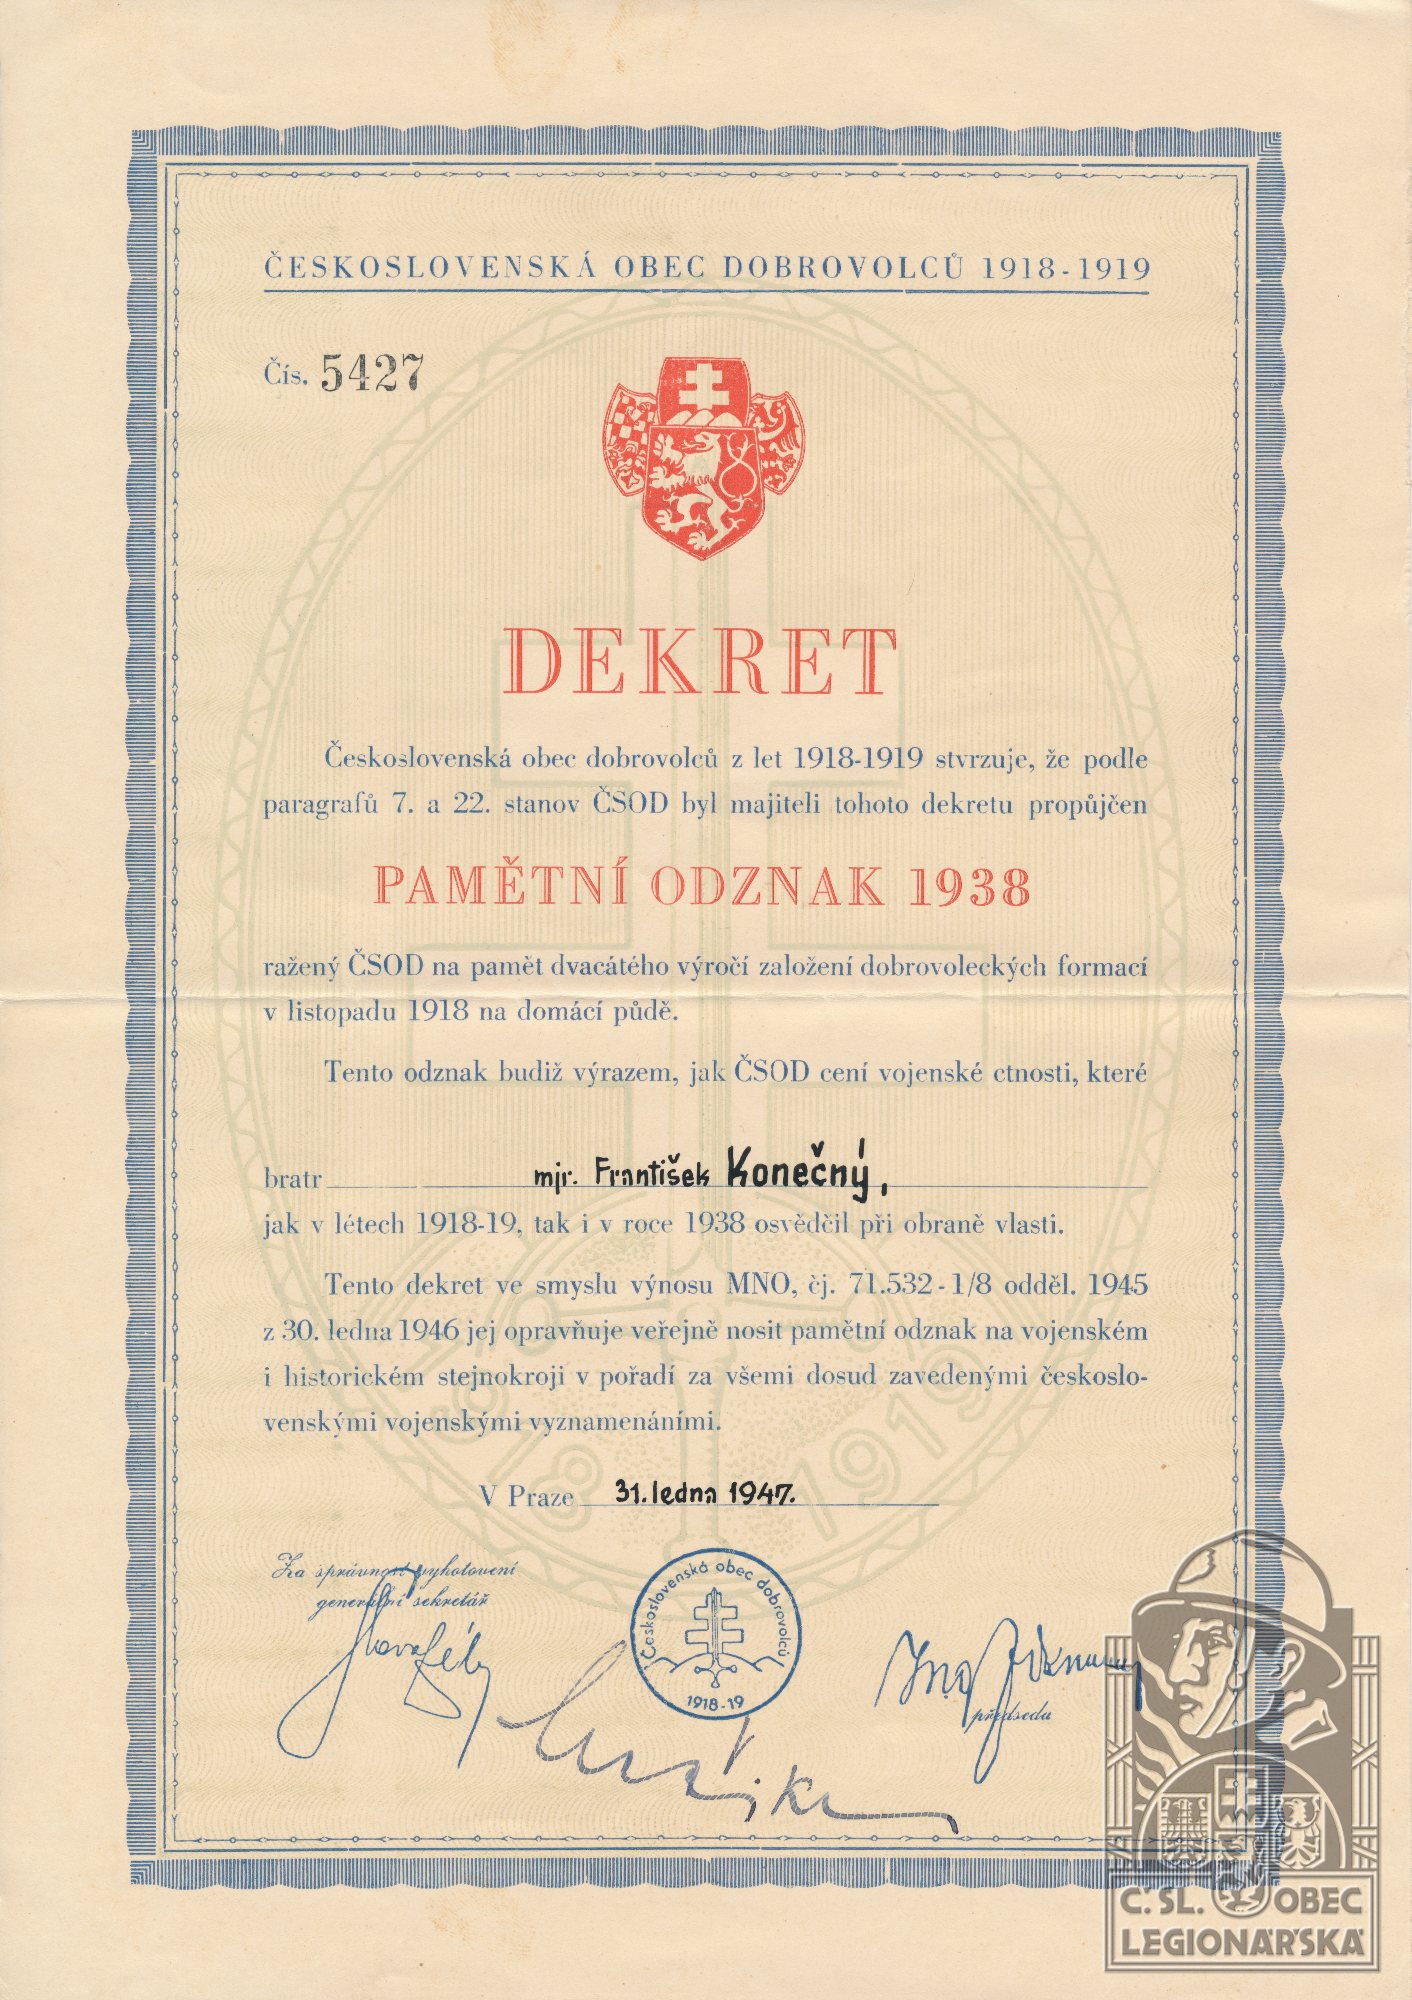 ČESKOSLOVENSKÁ OBEC DOBROVOLCŮ 1918-1919
Čís. 5427
DEKRET
Československá obec dobrovolců z let 1918-1919 stvrzuje, že podle
paragrafů 7. a 22. stanov ČSOD byl majiteli tohoto dekretu propůjčen
PAMĚTNÍ ODZNAK 1938
ražený ČSOD na pamět dvacátého výročí založení dobrovoleckých formací
v listopadu 1918 na domácí půdě.
Tento odznak budiž výrazem, jak ČSOD cení vojenské ctnosti, které
bratr mjr. František Konečný,
jak v létech 1918-19, tak i v roce 1938 osvědčil při obraně vlasti.
Tento dekret ve smyslu výnosu MNO, čj. 71.532-1/8 odděl. 1945
z 30. ledna 1946 jej opravňuje veřejně nosit pamětní odznak na vojenském
i historickém stejnokroji v pořadí za všemi dosud zavedenými českoslo-
venskými vojenskými vyznamenáními.
1918 1919
V Praze 31. ledna 1947.
Za správnost vyhotovení
generální sekretář
Československá obec dobrovolců
1918-19
předseda
Č. SL. OBEC
LEGIONÁŘSKÁ